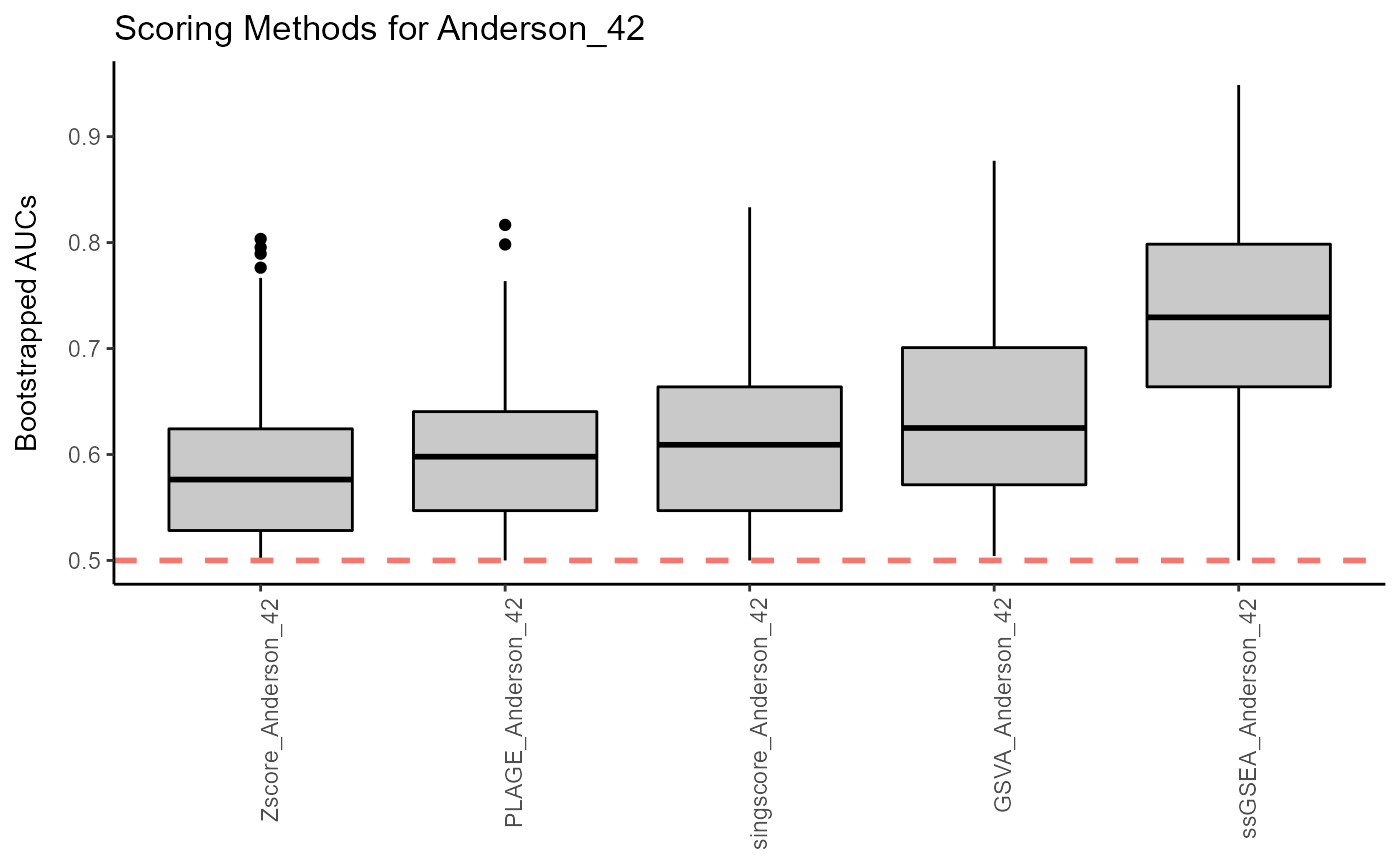 Scoring Methods for Anderson_42
Bootstrapped AUCs
0.9
0.8
0.7
0.6
0.5
Zscore_Anderson_42
PLAGE_Anderson_42
singscore_Anderson_42
GSVA_Anderson_42
ssGSEA_Anderson_42